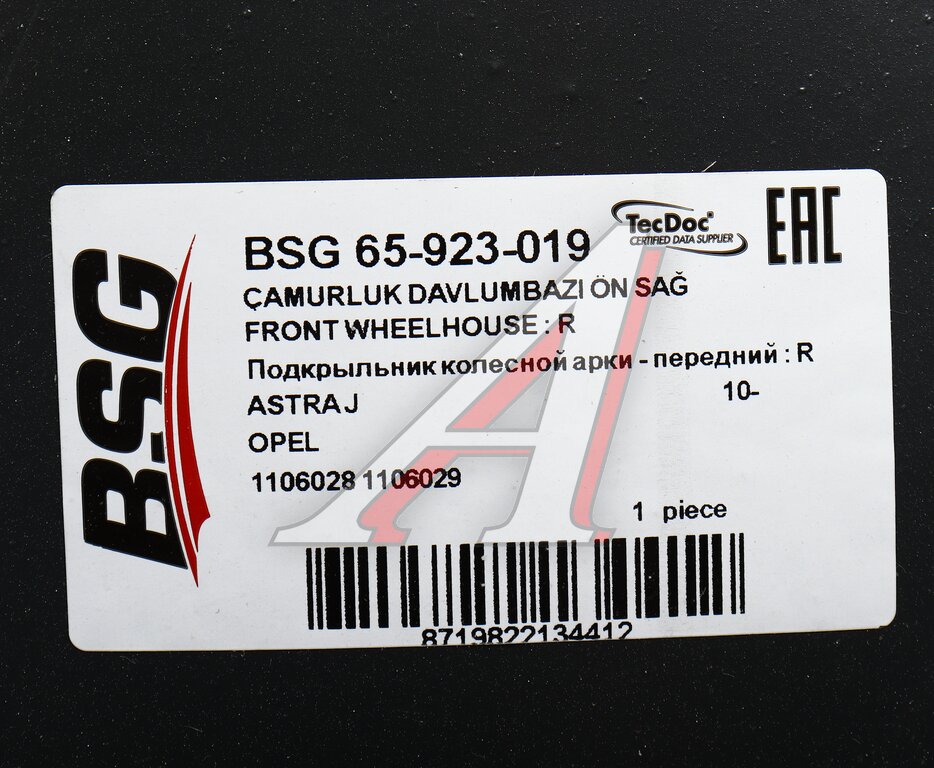 BSG
BSG 65-923-019
TecDoc®
CERTIFIED DATA SUPPLIER
EAC
ÇAMURLUK DAVLUMBAZI ÖN SAĞ
FRONT WHEELHOUSE : R
Подкрыльник колесной арки - передний : R
ASTRA J 10-
OPEL
1106028 1106029
1 piece
8719822134412